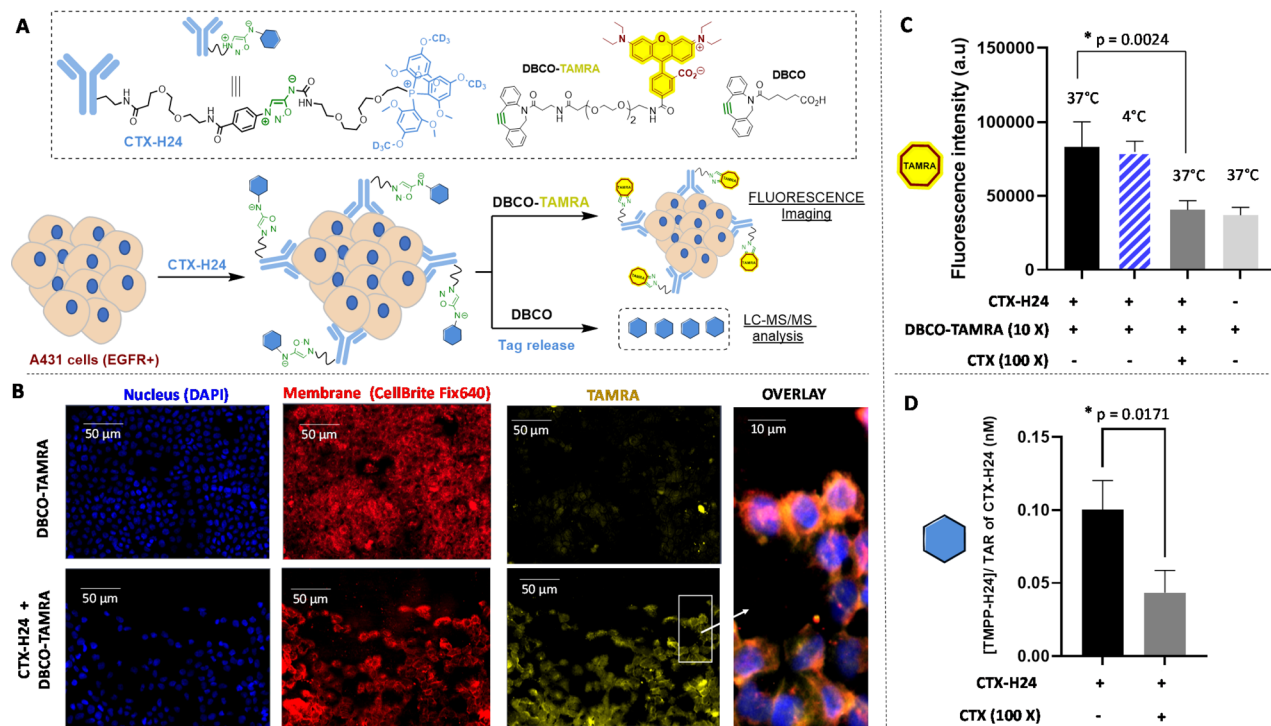 A
CTX-H24
DBCO-TAMRA
DBCO
A431 cells (EGFR+)
CTX-H24
DBCO-TAMRA
FLUORESCENCE
Imaging
DBCO
Tag release
LC-MS/MS
analysis
TAMRA
TAMRA
TAMRA
TAMRA
B
Nucleus (DAPI)
Membrane (CellBrite Fix640)
TAMRA
OVERLAY
DBCO-TAMRA
50 µm
50 µm
50 µm
10 µm
CTX-H24 +
DBCO-TAMRA
50 µm
50 µm
50 µm
C
TAMRA
Fluorescence intensity (a.u)
150000
100000
50000
0
* p = 0.0024
37°C
4°C
37°C
37°C
CTX-H24 + + + -
DBCO-TAMRA (10 X) + + + +
CTX (100 X) - - + -
D
[TMPP-H24]/ TAR of CTX-H24 (nM)
0.15
0.10
0.05
0.00
* p = 0.0171
CTX-H24 + +
CTX (100 X) - +